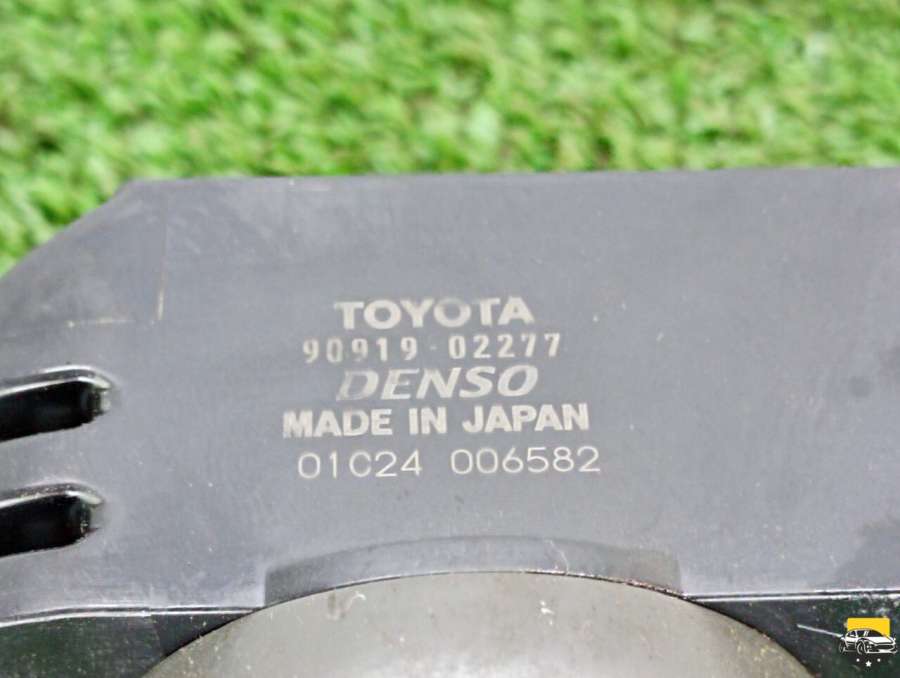 TOYOTA
90919-02277
DENSO
MADE IN JAPAN
01C24 006582